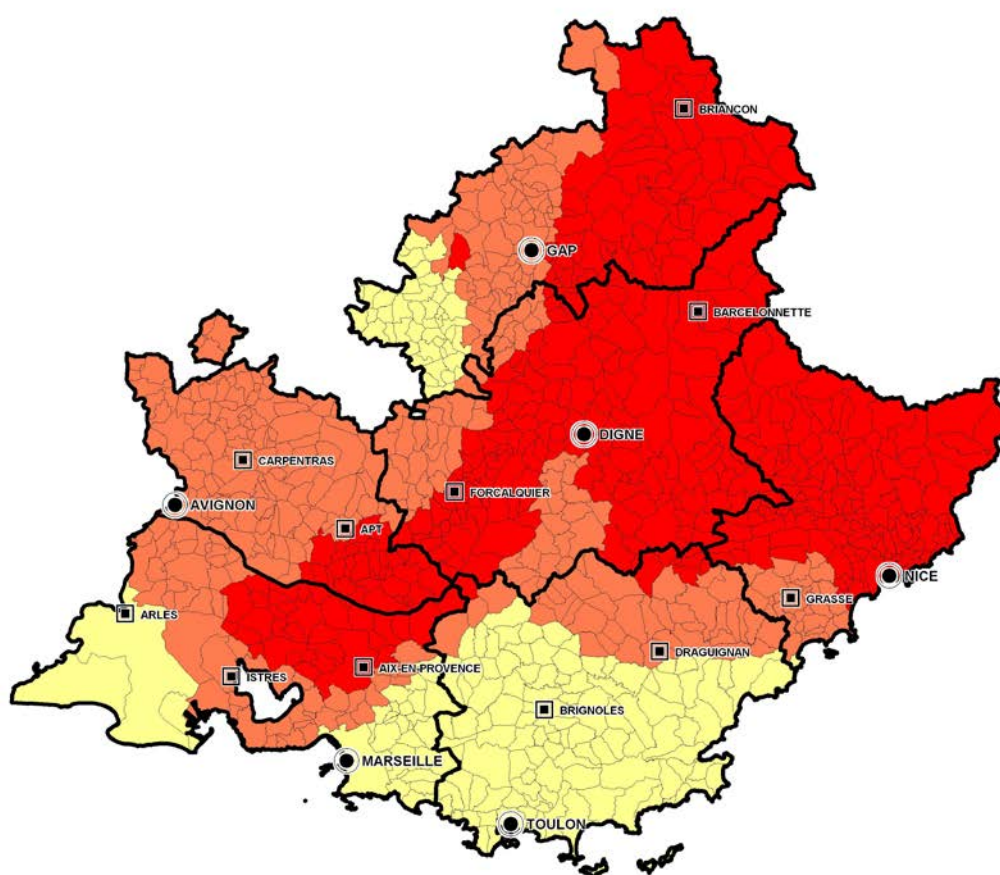 BRIANCON
GAP
BARCELONNETTE
DIGNE
CARPENTRAS
FORCALQUIER
AVIGNON
APT
NICE
GRASSE
ARLES
DRAGUIGNAN
AIX-EN-PROVENCE
ISTRES
BRIGNOLES
MARSEILLE
TOULON